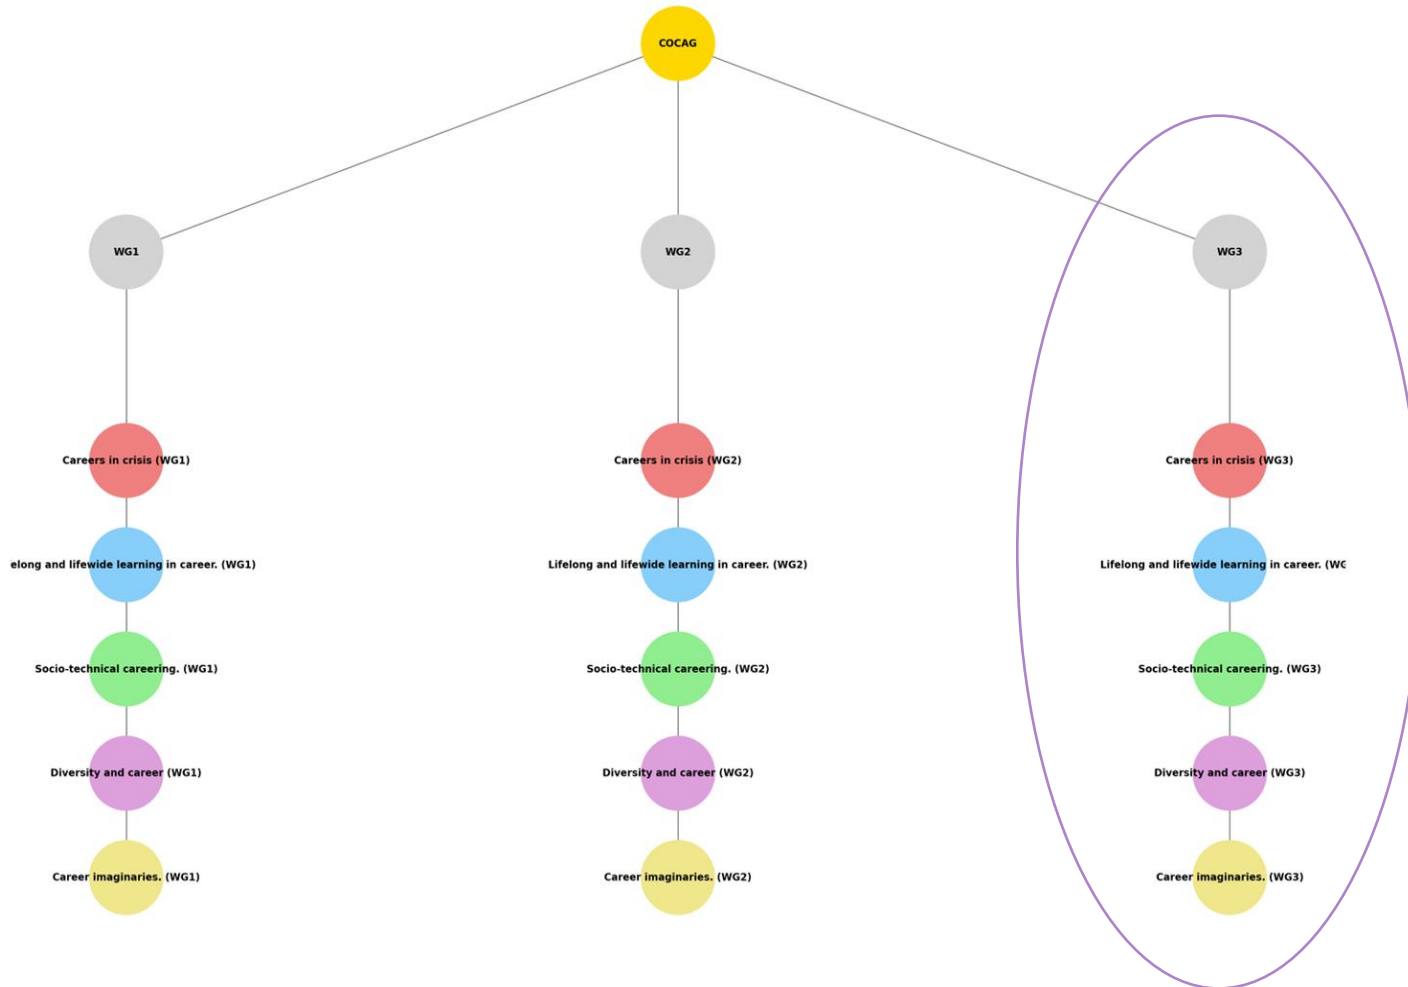 COCAG
WG1
WG2
WG3
Careers in crisis (WG1)
Careers in crisis (WG2)
Careers in crisis (WG3)
elong and lifewide learning in career. (WG1)
Lifelong and lifewide learning in career. (WG2)
Lifelong and lifewide learning in career. (WG
Socio-technical careering. (WG1)
Socio-technical careering. (WG2)
Socio-technical careering. (WG3)
Diversity and career (WG1)
Diversity and career (WG2)
Diversity and career (WG3)
Career imaginaries. (WG1)
Career imaginaries. (WG2)
Career imaginaries. (WG3)